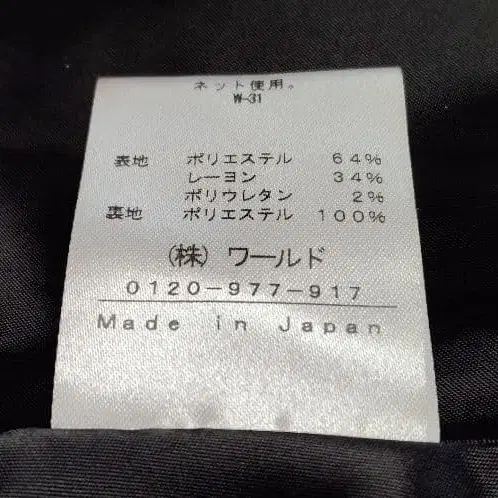 ネット使用。
W-31
表地 ポリエステル 64%
レーヨン 34%
ポリウレタン 2%
裏地 ポリエステル 100%
(株) ワールド
0120-977-917
Made in Japan